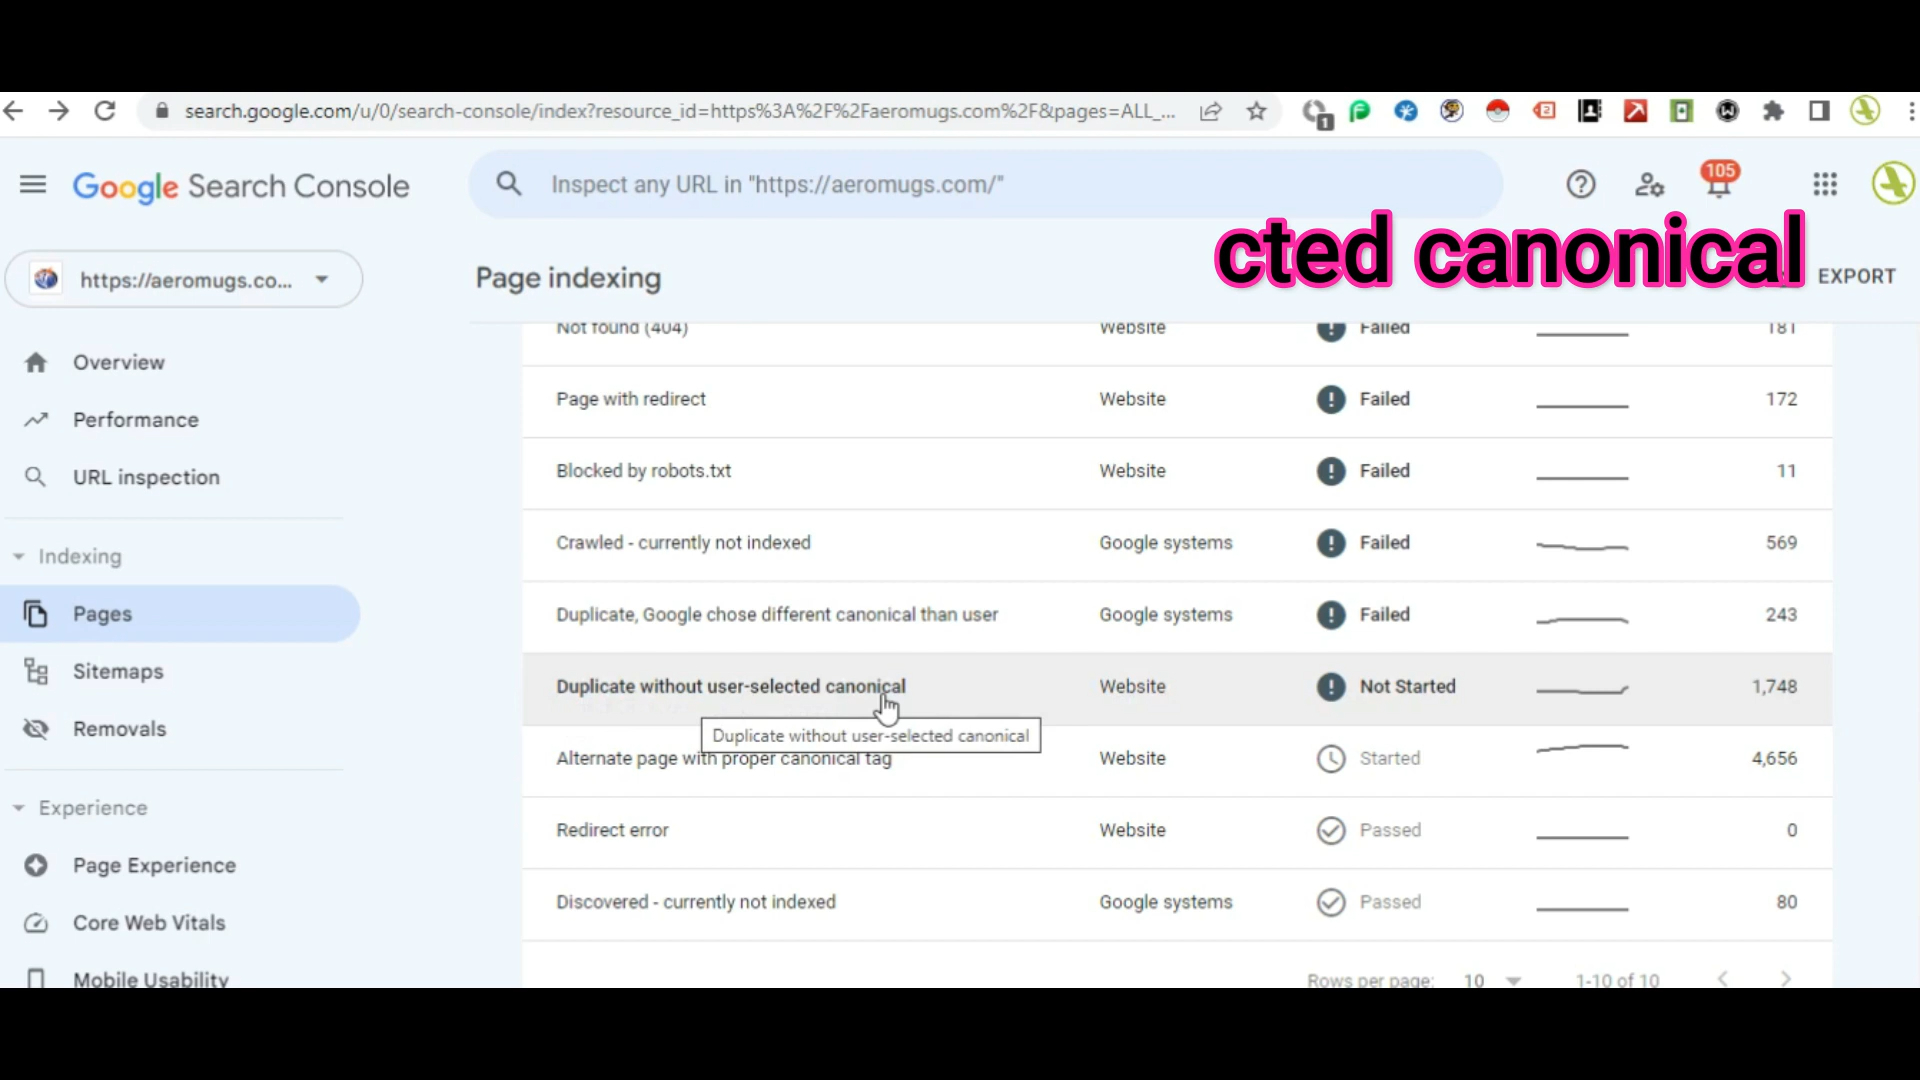 search.google.com/u/0/search-console/index?resource_id=https%3A%2F%2Faeromugs.com%2F&pages=ALL_...
1
2
Google Search Console
Inspect any URL in "https://aeromugs.com/"
105
cted canonical
https://aeromugs.co...
Page indexing
EXPORT
Overview
Performance
URL inspection
Indexing
Pages
Sitemaps
Removals
Experience
Page Experience
Core Web Vitals
Mobile Usability
Not found (404) Website Failed 181
Page with redirect Website Failed 172
Blocked by robots.txt Website Failed 11
Crawled - currently not indexed Google systems Failed 569
Duplicate, Google chose different canonical than user Google systems Failed 243
Duplicate without user-selected canonical Website Not Started 1,748
Duplicate without user-selected canonical
Alternate page with proper canonical tag Website Started 4,656
Redirect error Website Passed 0
Discovered - currently not indexed Google systems Passed 80
Rows per page: 10 1-10 of 10